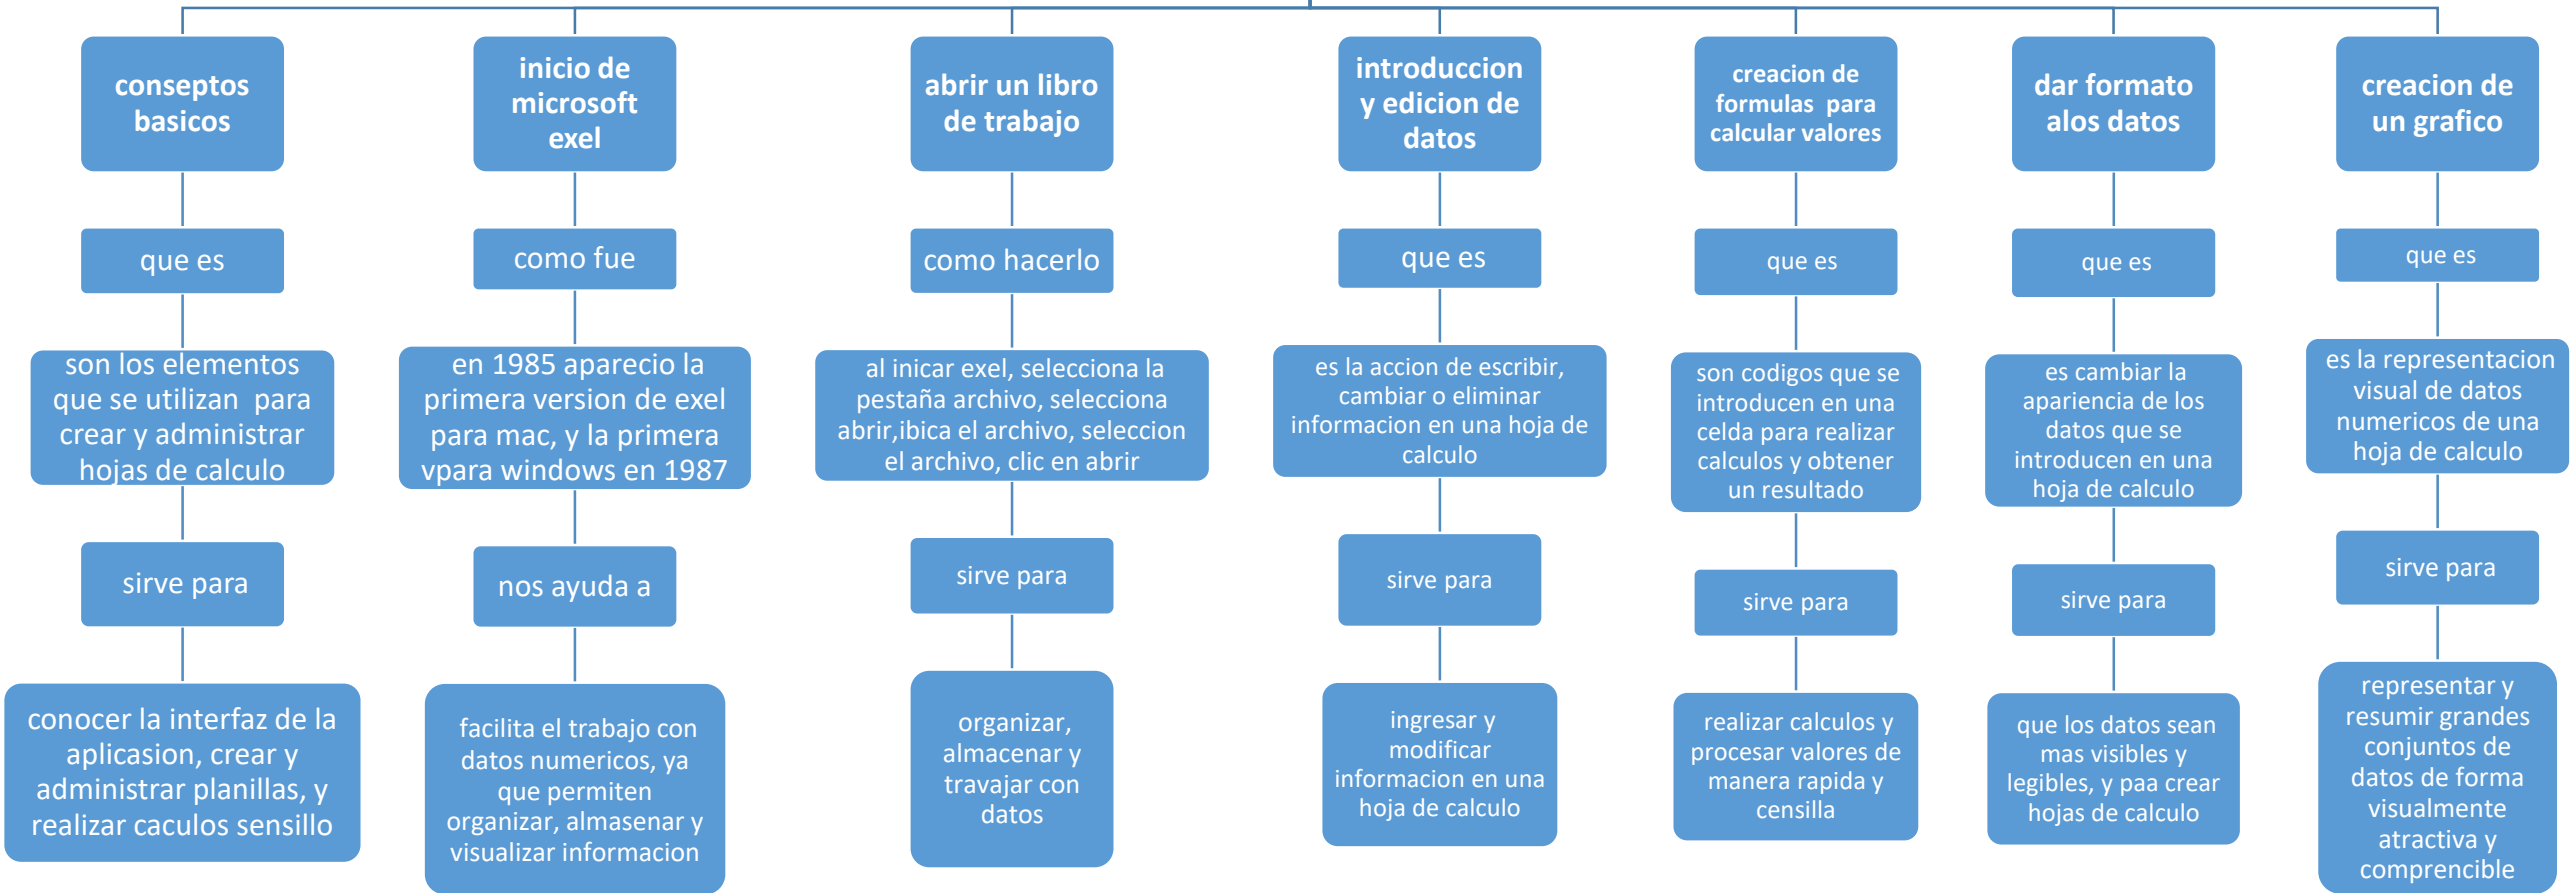 conseptos
basicos
que es
son los elementos
que se utilizan para
crear y administrar
hojas de calculo
sirve para
conocer la interfaz de la
aplicasion, crear y
administrar planillas, y
realizar caculos sensillo
inicio de
microsoft
exel
como fue
en 1985 aparecio la
primera version de exel
para mac, y la primera
vpara windows en 1987
nos ayuda a
facilita el trabajo con
datos numericos, ya
que permiten
organizar, almasenar y
visualizar informacion
abrir un libro
de trabajo
como hacerlo
al inicar exel, selecciona la
pestaña archivo, selecciona
abrir,ibica el archivo, seleccion
el archivo, clic en abrir
sirve para
organizar,
almacenar y
travajar con
datos
introduccion
y edicion de
datos
que es
es la accion de escribir,
cambiar o eliminar
informacion en una hoja de
calculo
sirve para
ingresar y
modificar
informacion en una
hoja de calculo
creacion de
formulas para
calcular valores
que es
son codigos que se
introducen en una
celda para realizar
calculos y obtener
un resultado
sirve para
realizar calculos y
procesar valores de
manera rapida y
censilla
dar formato
alos datos
que es
es cambiar la
apariencia de los
datos que se
introducen en una
hoja de calculo
sirve para
que los datos sean
mas visibles y
legibles, y paa crear
hojas de calculo
creacion de
un grafico
que es
es la representacion
visual de datos
numericos de una
hoja de calculo
sirve para
representar y
resumir grandes
conjuntos de
datos de forma
visualmente
atractiva y
comprencible